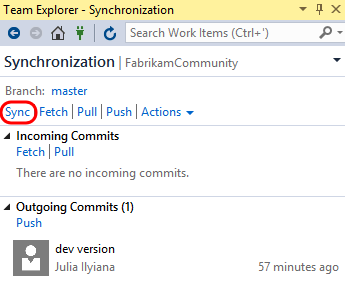 Team Explorer - Synchronization
Search Work Items (Ctrl+')
Synchronization | FabrikamCommunity
Branch: master
Sync | Fetch | Pull | Push | Actions
Incoming Commits
Fetch | Pull
There are no incoming commits.
Outgoing Commits (1)
Push
dev version
Julia Ilyiana 57 minutes ago